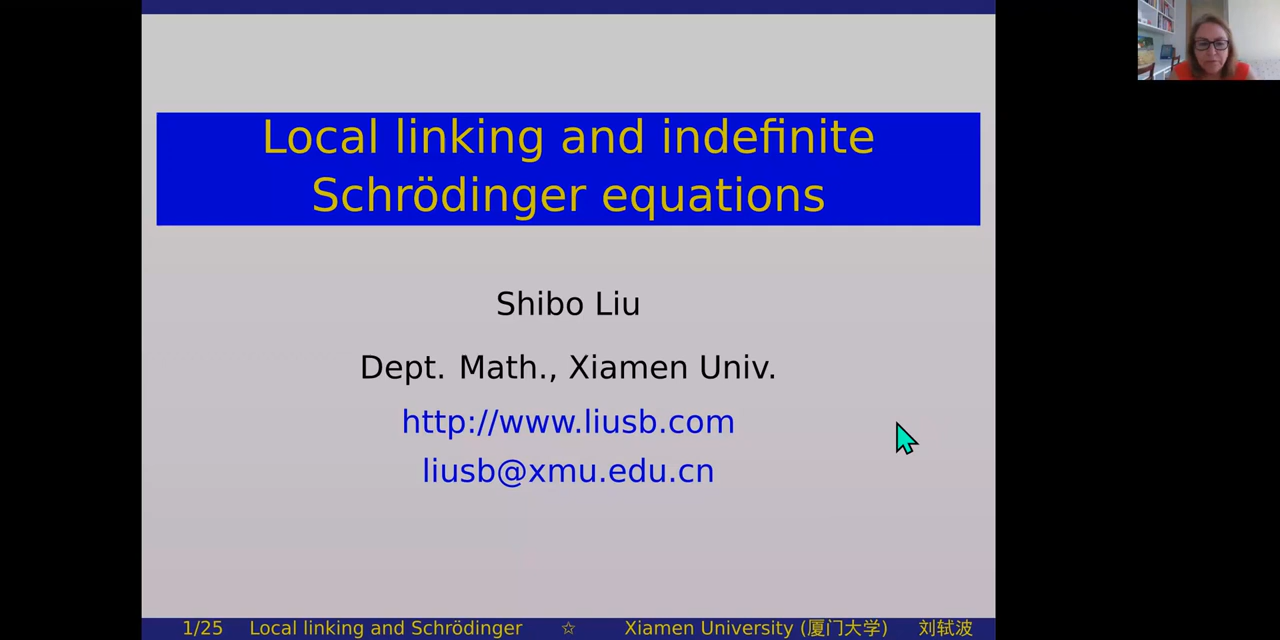 Local linking and indefinite
Schrödinger equations
Shibo Liu
Dept. Math., Xiamen Univ.
http://www.liusb.com
liusb@xmu.edu.cn
1/25 Local linking and Schrödinger ☆ Xiamen University (厦门大学) 刘轼波